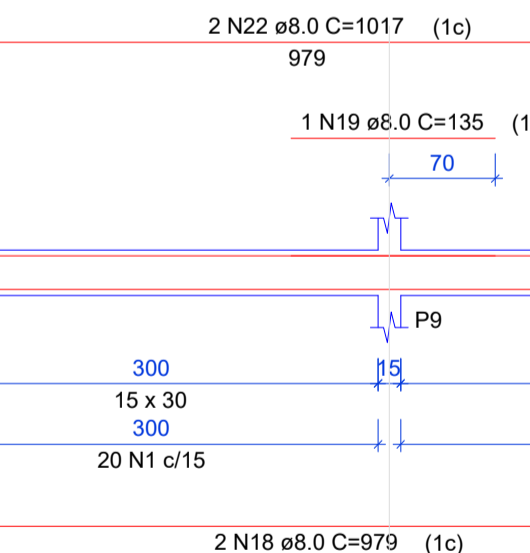 2 N22 ø8.0 C=1017 (1c)
979
1 N19 ø8.0 C=135 (1
70
P9
300
15
15 x 30
300
20 N1 c/15
2 N18 ø8.0 C=979 (1c)